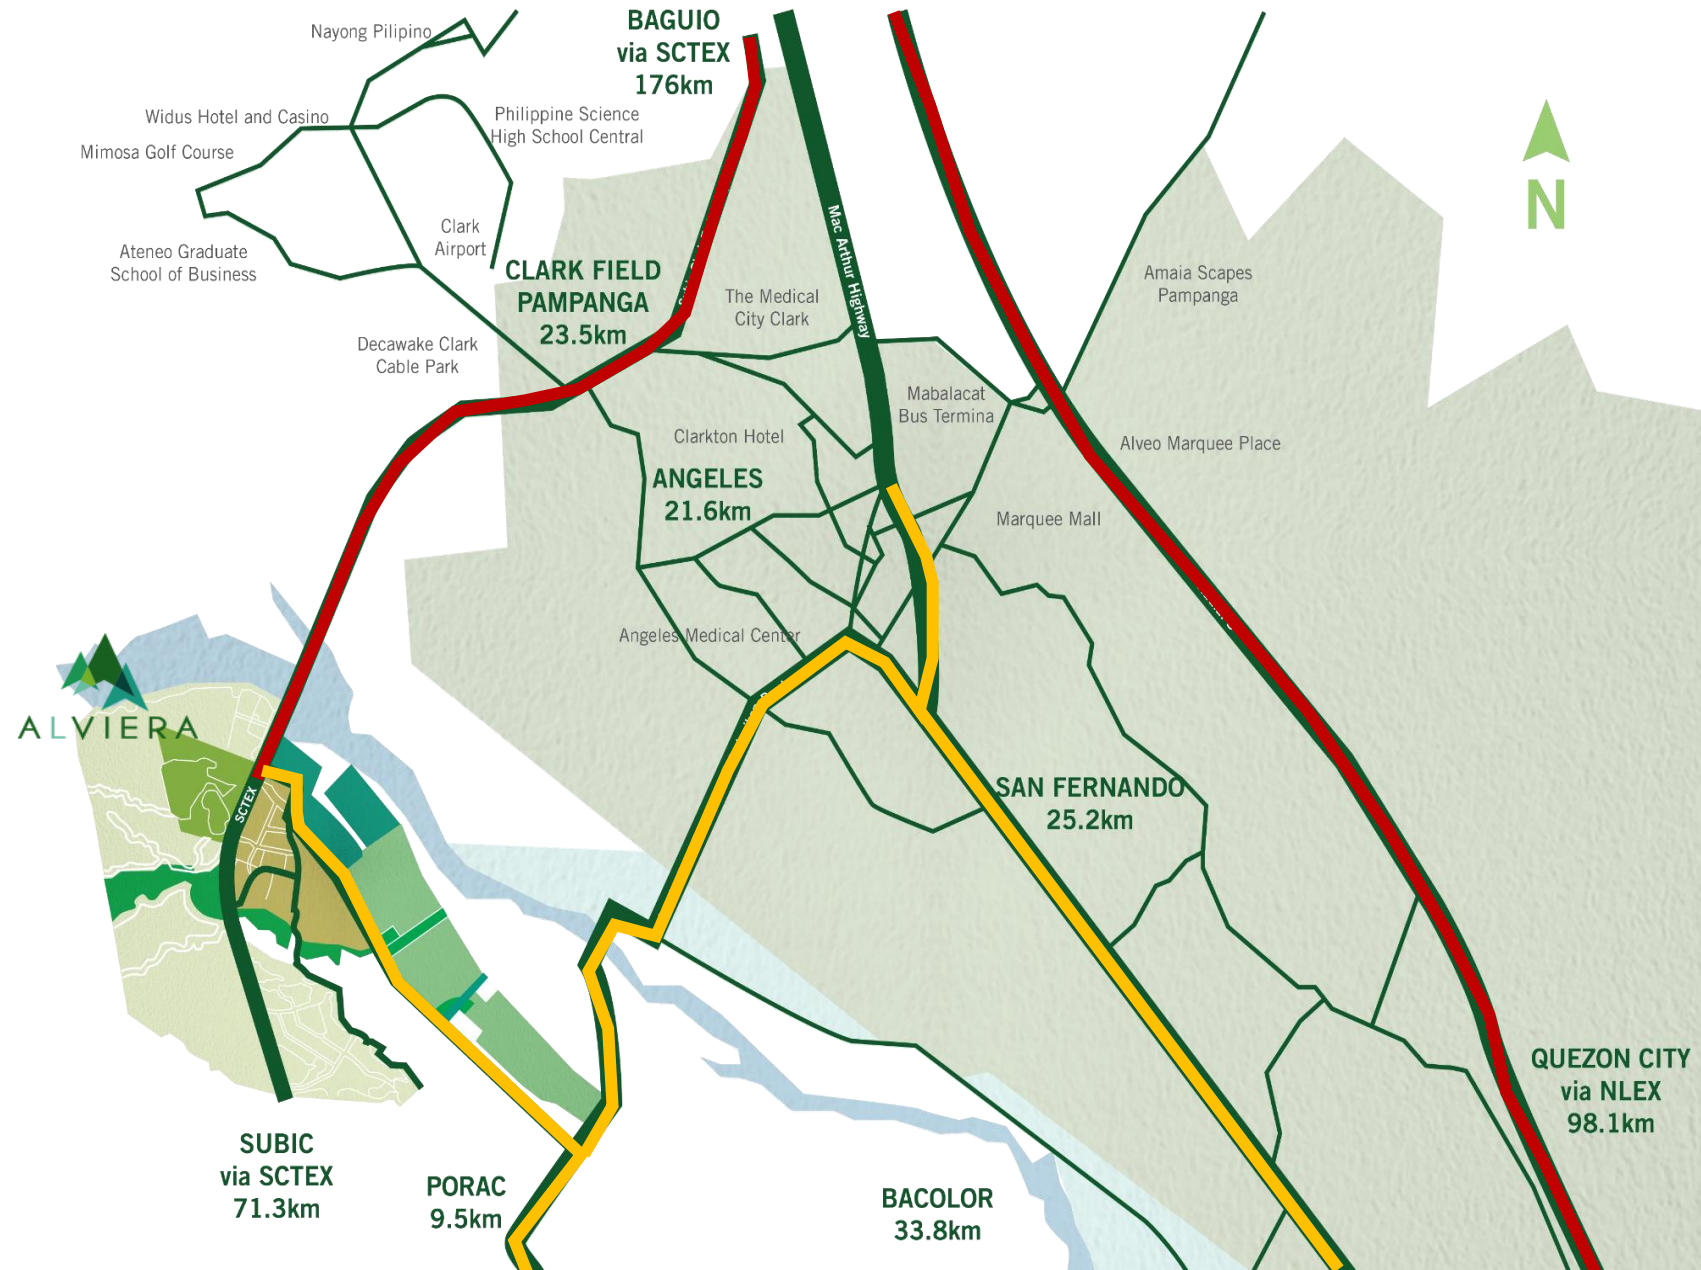 BAGUIO
via SCTEX
176km
Nayong Pilipino
Widus Hotel and Casino
Philippine Science
High School Central
Mimosa Golf Course
N
Clark
Airport
Ateneo Graduate
School of Business
Mac Arthur Highway
CLARK FIELD
PAMPANGA
23.5km
The Medical
City Clark
Amaia Scapes
Pampanga
Decawake Clark
Cable Park
Mabalacat
Bus Termina
Clarkton Hotel
Alveo Marquee Place
ANGELES
21.6km
Marquee Mall
Angeles Medical Center
ALVIERA
SCTEX
SAN FERNANDO
25.2km
QUEZON CITY
via NLEX
98.1km
SUBIC
via SCTEX
71.3km
PORAC
9.5km
BACOLOR
33.8km